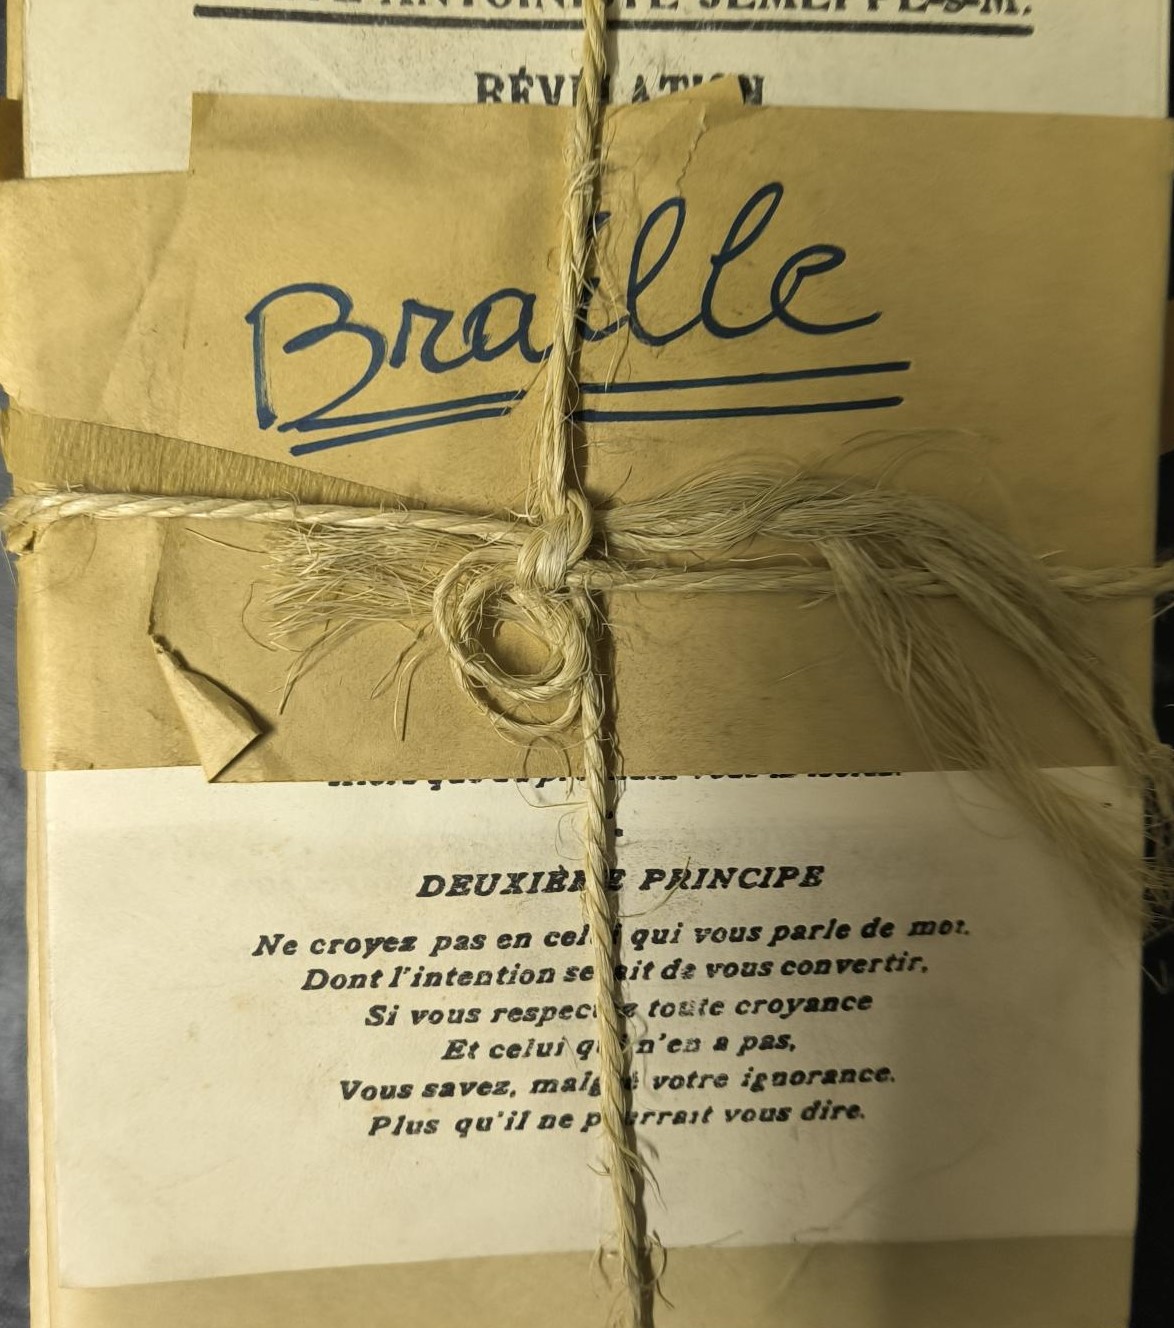 ANTOINISTE JEMEPPE-s-M.
RÉVÉLATION
Braille
DEUXIÈME PRINCIPE
Ne croyez pas en celui qui vous parle de moi.
Dont l'intention serait de vous convertir,
Si vous respectez toute croyance
Et celui qui n'en a pas,
Vous savez, malgré votre ignorance.
Plus qu'il ne pourrait vous dire.